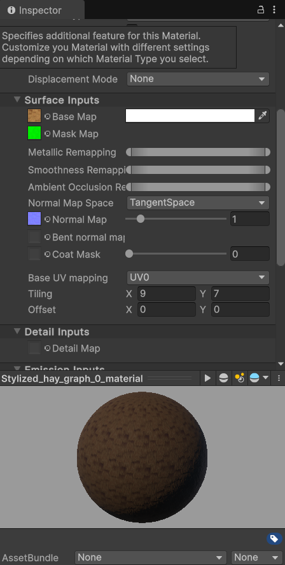 Inspector
Specifies additional feature for this Material.
Customize you Material with different settings
depending on which Material Type you select.
Displacement Mode None
Surface Inputs
Base Map
Mask Map
Metallic Remapping
Smoothness Remappi
Ambient Occlusion Re
Normal Map Space TangentSpace
Normal Map 1
Bent normal map
Coat Mask 0
Base UV mapping UV0
Tiling X 9 Y 7
Offset X 0 Y 0
Detail Inputs
Detail Map
Emission Inputs
Stylized_hay_graph_0_material
AssetBundle None None